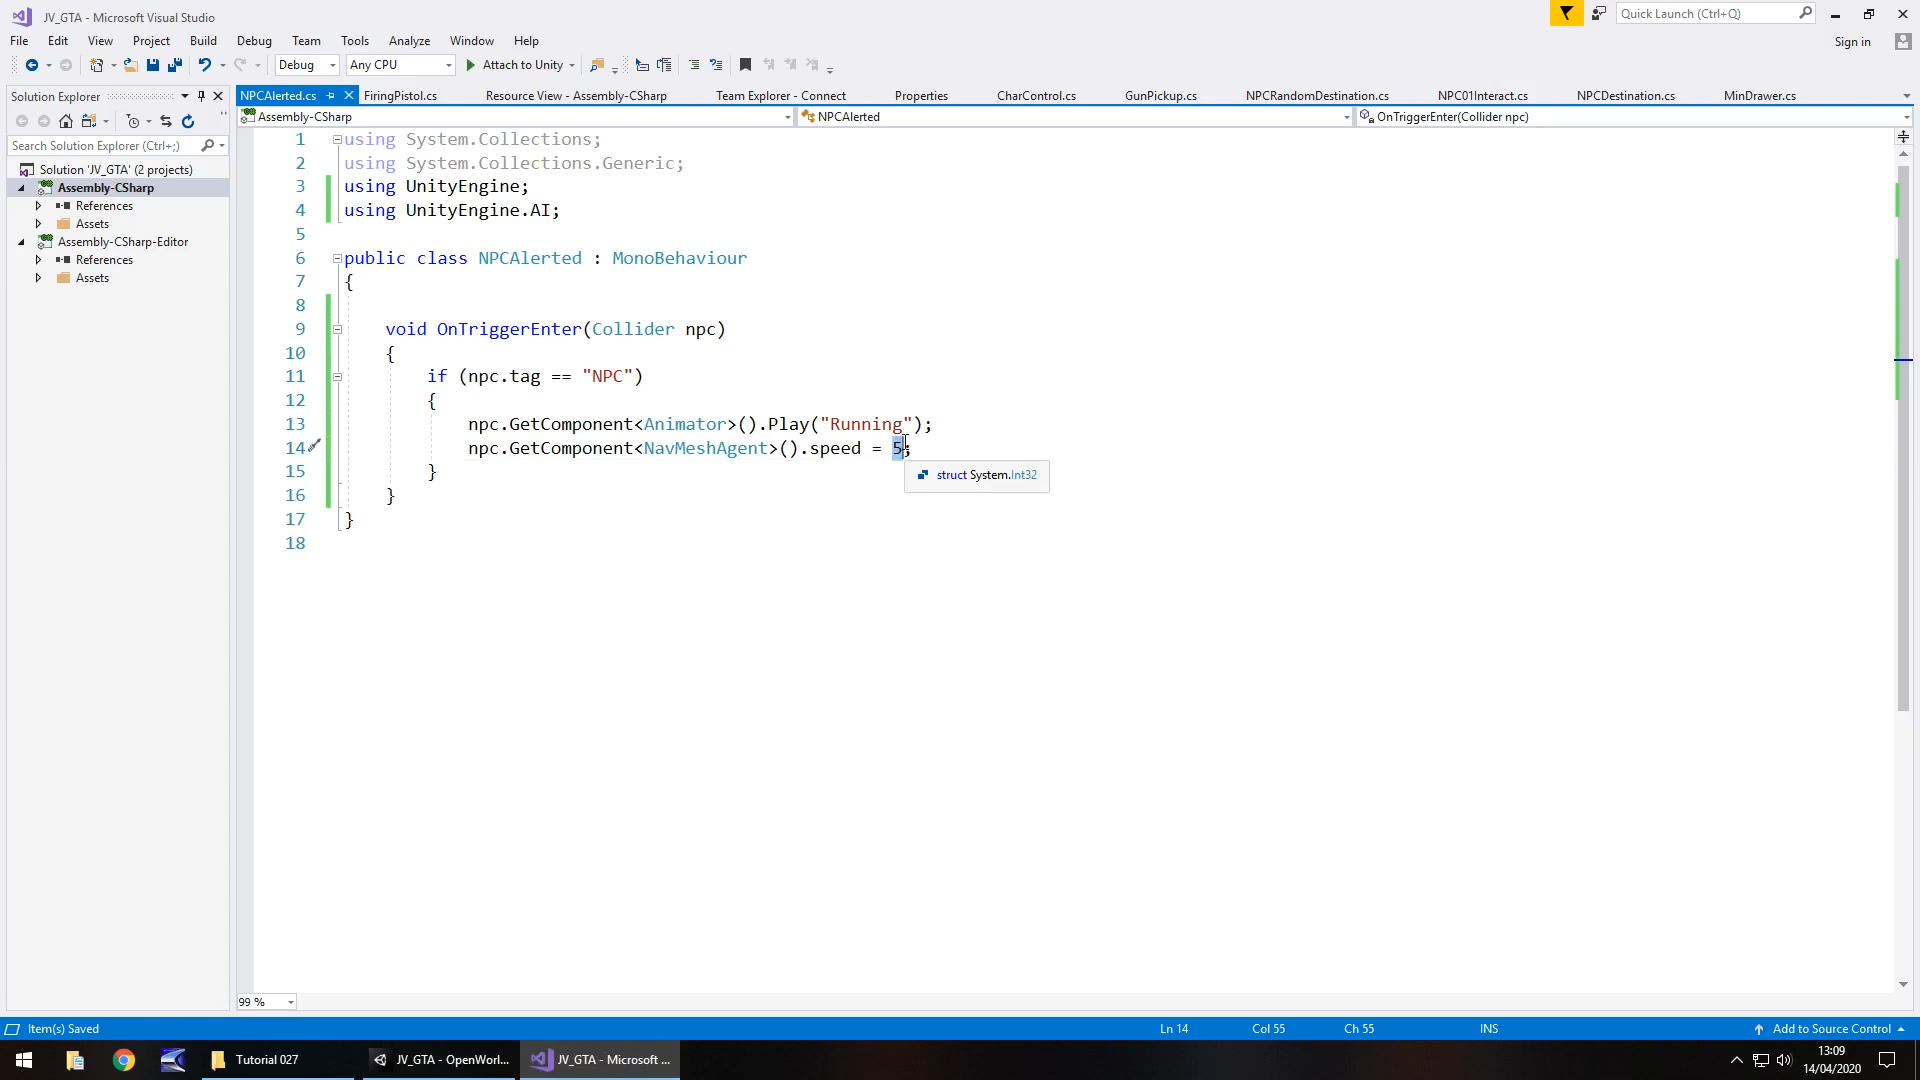 JV_GTA - Microsoft Visual Studio
Quick Launch (Ctrl+Q)
File Edit View Project Build Debug Team Tools Analyze Window Help
Sign in
Debug Any CPU Attach to Unity
Solution Explorer
NPCAlerted.cs FiringPistol.cs Resource View - Assembly-CSharp Team Explorer - Connect Properties CharControl.cs GunPickup.cs NPCRandomDestination.cs NPC01Interact.cs NPCDestination.cs MinDrawer.cs
Assembly-CSharp NPCAlerted OnTriggerEnter(Collider npc)
Search Solution Explorer (Ctrl+;)
Solution 'JV_GTA' (2 projects)
Assembly-CSharp
References
Assets
Assembly-CSharp-Editor
References
Assets
1 using System.Collections;
2 using System.Collections.Generic;
3 using UnityEngine;
4 using UnityEngine.AI;
5
6 public class NPCAlerted : MonoBehaviour
7 {
8
9 void OnTriggerEnter(Collider npc)
10 {
11 if (npc.tag == "NPC")
12 {
13 npc.GetComponent<Animator>().Play("Running");
14 npc.GetComponent<NavMeshAgent>().speed = 5;
15 }
16 }
17 }
18
struct System.Int32
99 %
Item(s) Saved Ln 14 Col 55 Ch 55 INS Add to Source Control
Tutorial 027 JV_GTA - OpenWorl... JV_GTA - Microsoft ...
13:09
14/04/2020